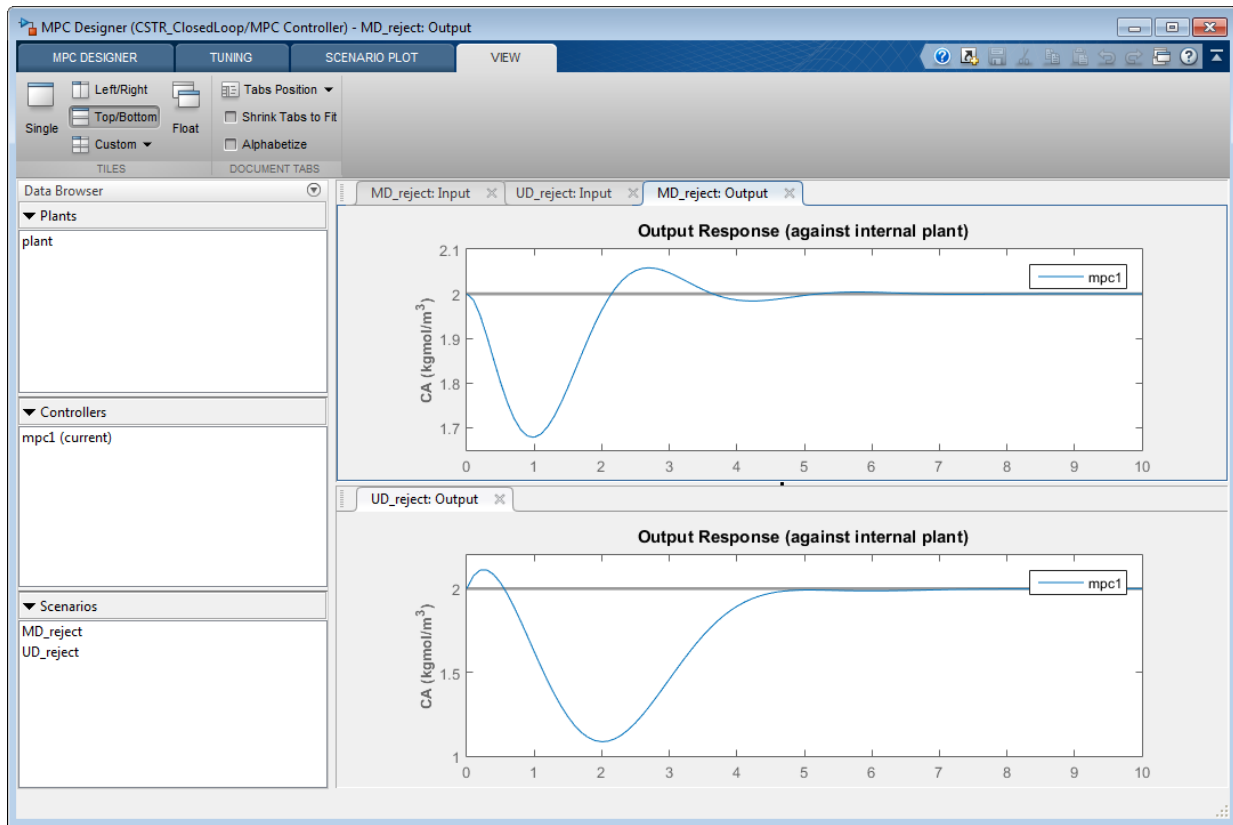 MPC Designer (CSTR_ClosedLoop/MPC Controller) - MD_reject: Output
MPC DESIGNER TUNING SCENARIO PLOT VIEW
Single
Left/Right
Top/Bottom
Custom
Float
TILES
Tabs Position
Shrink Tabs to Fit
Alphabetize
DOCUMENT TABS
Data Browser
Plants
plant
Controllers
mpc1 (current)
Scenarios
MD_reject
UD_reject
MD_reject: Input UD_reject: Input MD_reject: Output
Output Response (against internal plant)
mpc1
CA (kgmol/m³)
2.1
2
1.9
1.8
1.7
0 1 2 3 4 5 6 7 8 9 10
UD_reject: Output
Output Response (against internal plant)
mpc1
CA (kgmol/m³)
2
1.5
1
0 1 2 3 4 5 6 7 8 9 10